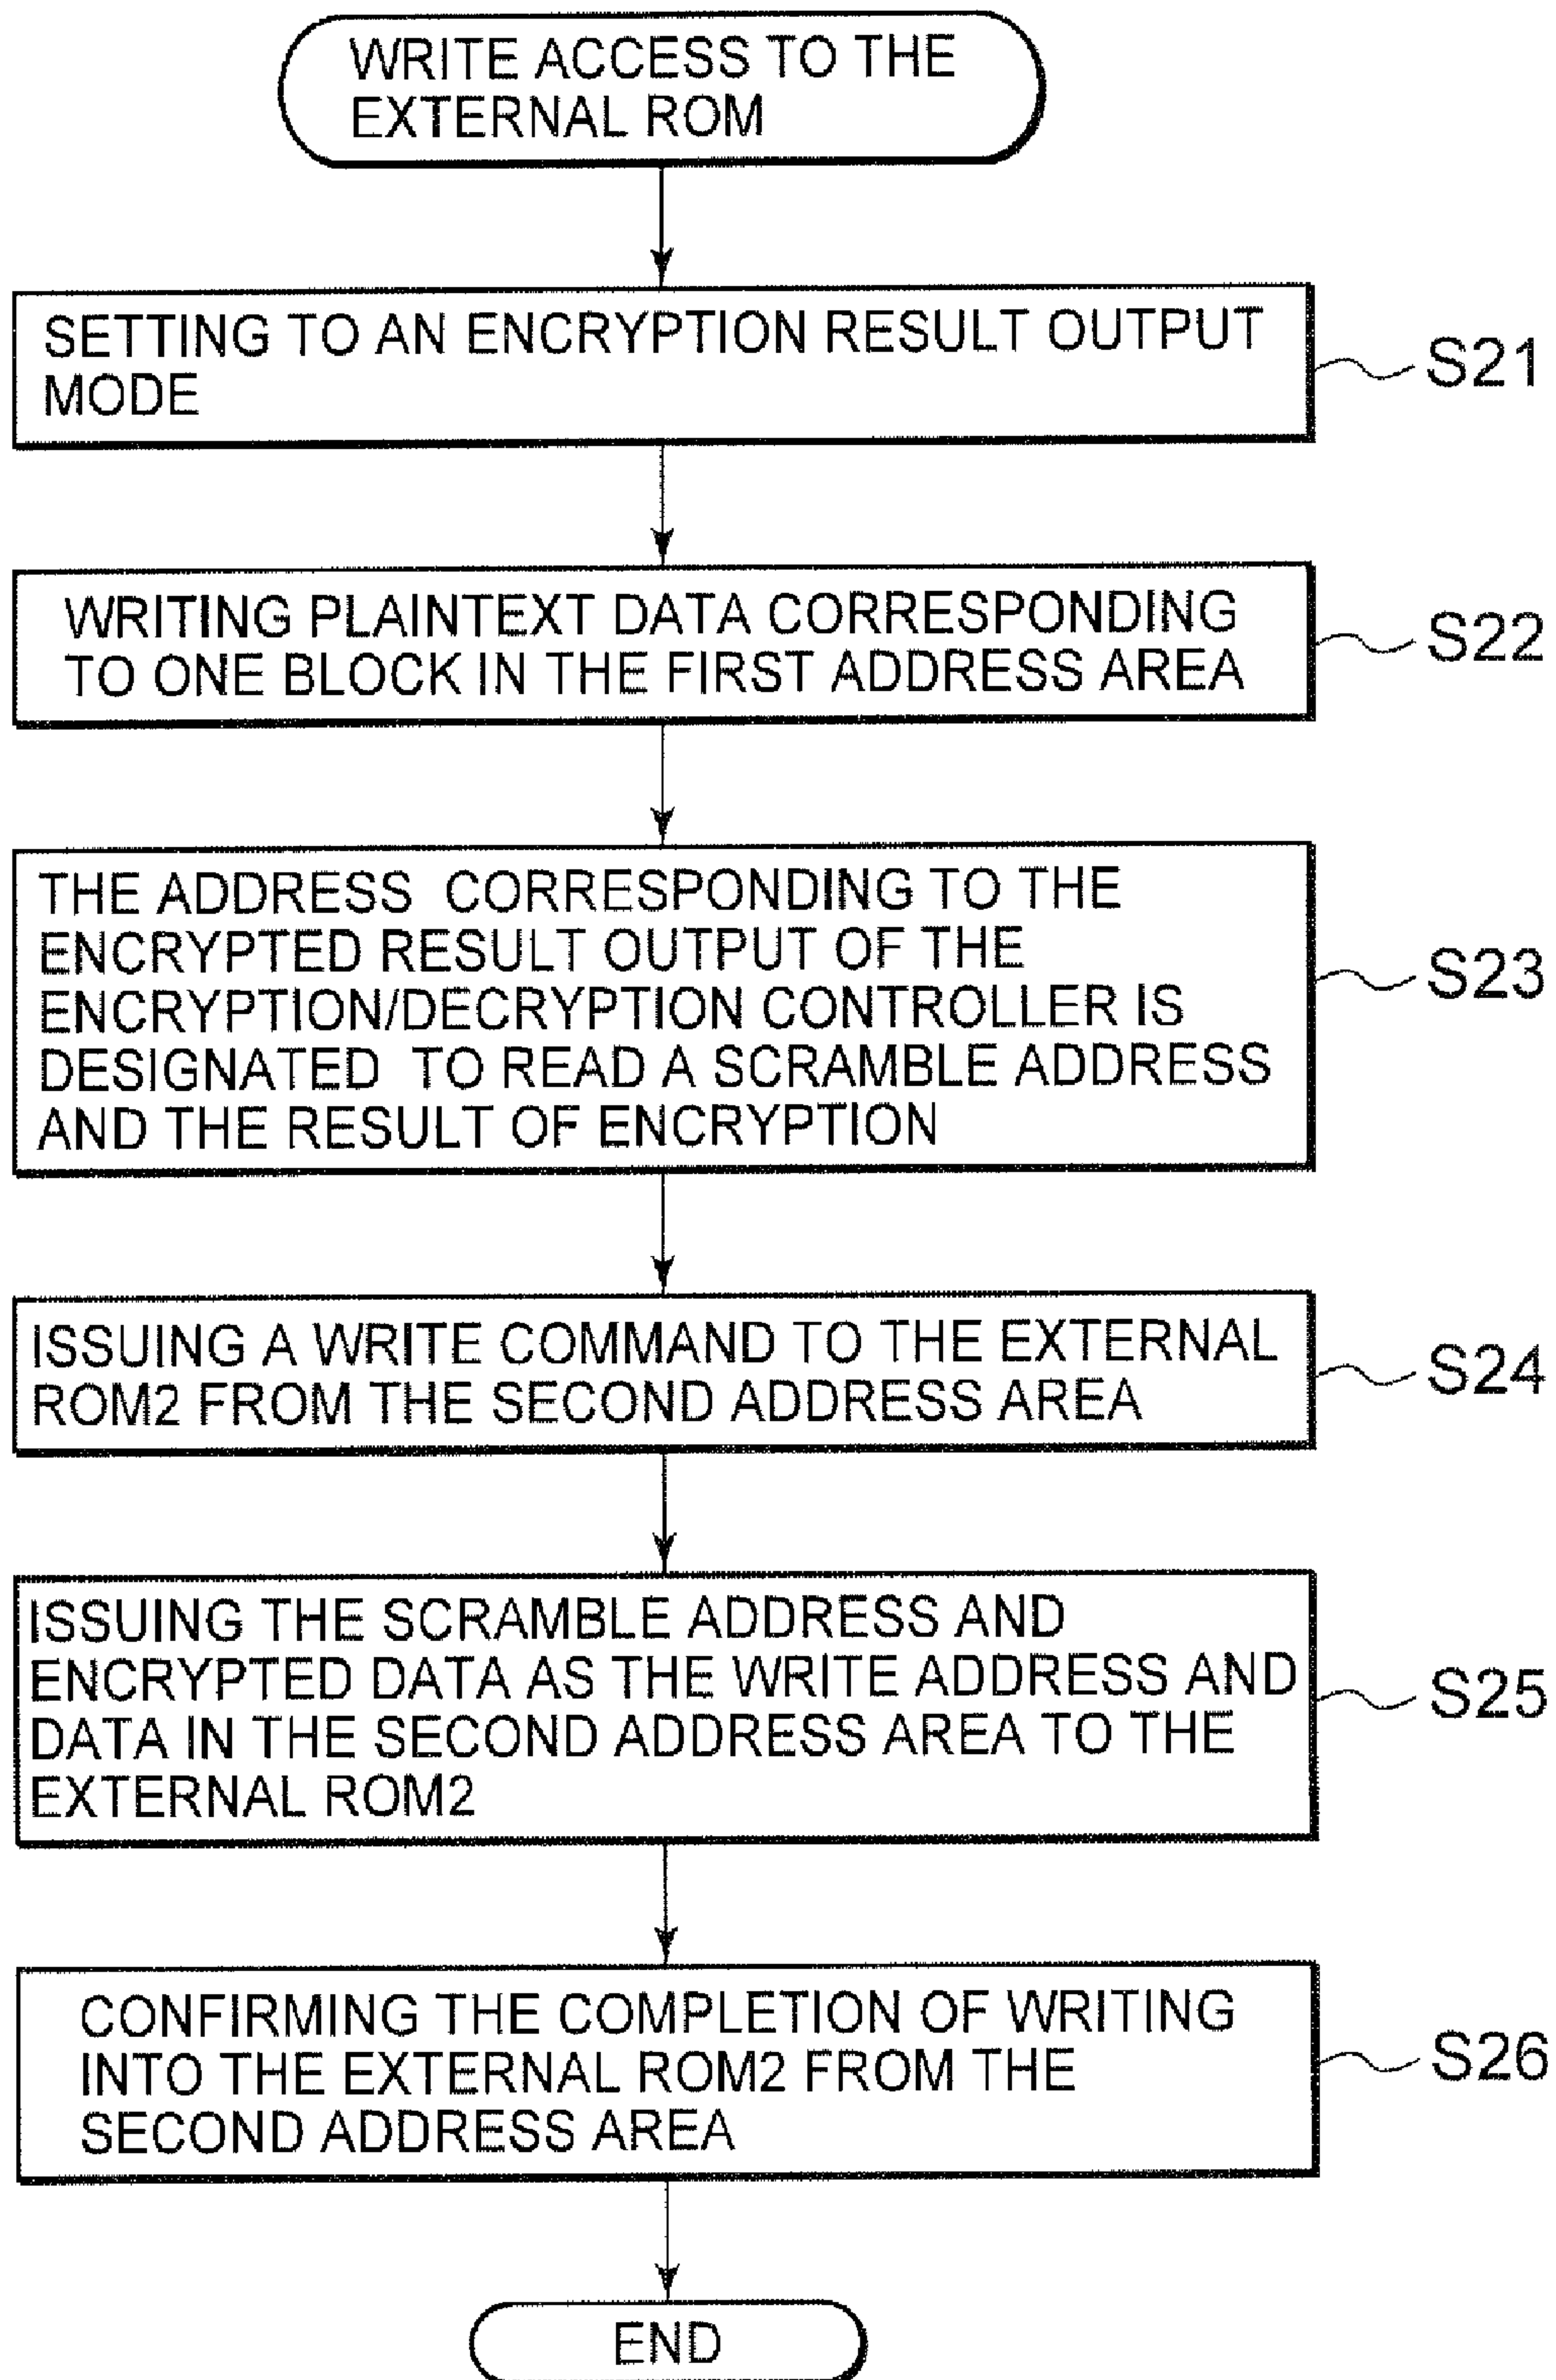 WRITE ACCESS TO THE
EXTERNAL ROM
SETTING TO AN ENCRYPTION RESULT OUTPUT
MODE
S21
WRITING PLAINTEXT DATA CORRESPONDING
TO ONE BLOCK IN THE FIRST ADDRESS AREA
S22
THE ADDRESS CORRESPONDING TO THE
ENCRYPTED RESULT OUTPUT OF THE
ENCRYPTION/DECRYPTION CONTROLLER IS
DESIGNATED TO READ A SCRAMBLE ADDRESS
AND THE RESULT OF ENCRYPTION
S23
ISSUING A WRITE COMMAND TO THE EXTERNAL
ROM2 FROM THE SECOND ADDRESS AREA
S24
ISSUING THE SCRAMBLE ADDRESS AND
ENCRYPTED DATA AS THE WRITE ADDRESS AND
DATA IN THE SECOND ADDRESS AREA TO THE
EXTERNAL ROM2
S25
CONFIRMING THE COMPLETION OF WRITING
INTO THE EXTERNAL ROM2 FROM THE
SECOND ADDRESS AREA
S26
END